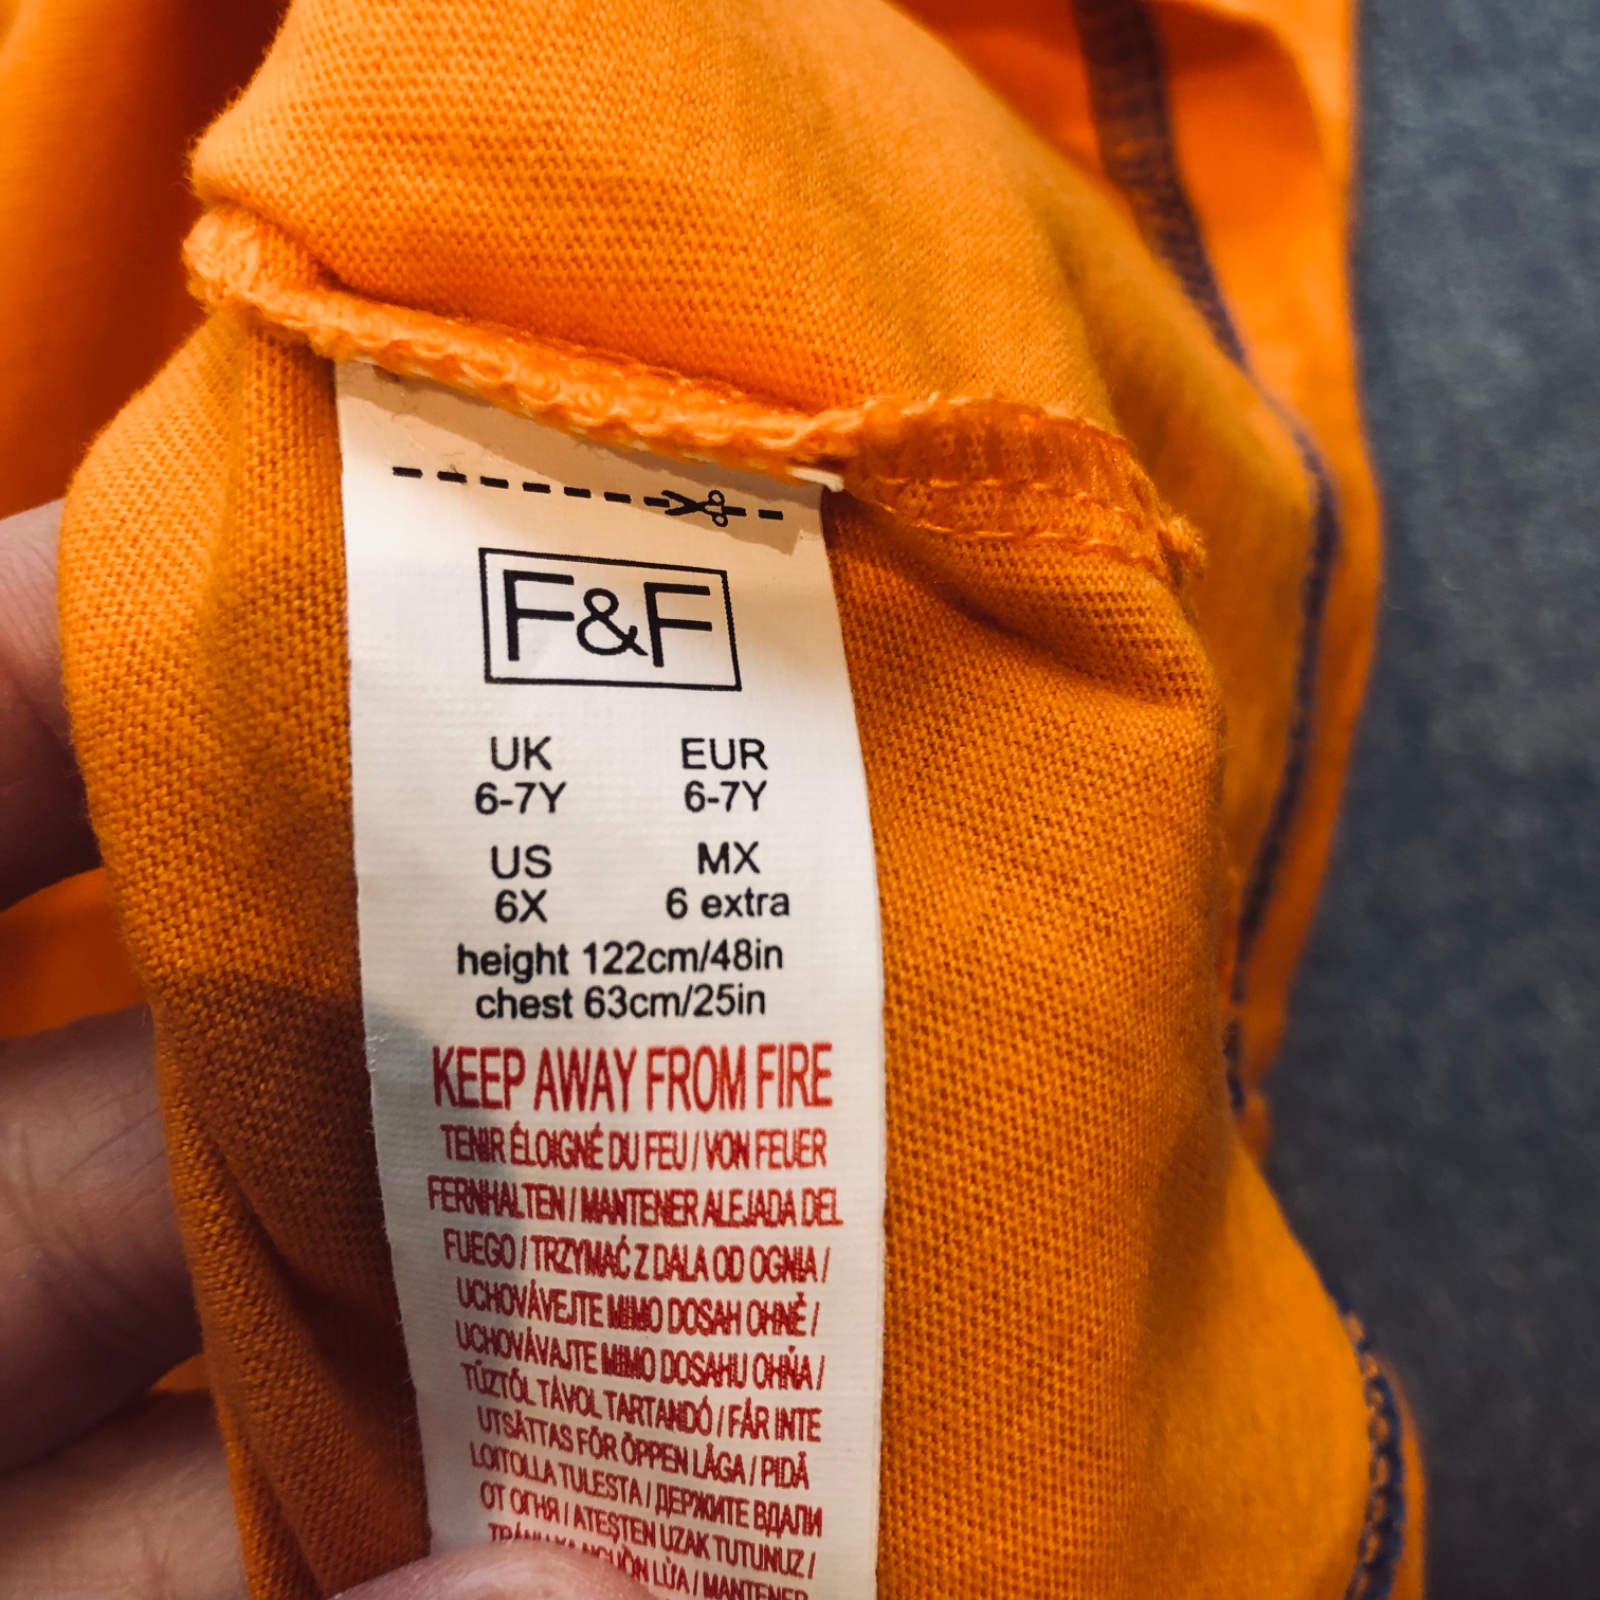 F&F
UK EUR
6-7Y 6-7Y
US MX
6X 6 extra
height 122cm/48in
chest 63cm/25in
KEEP AWAY FROM FIRE
TENIR ÉLOIGNÉ DU FEU / VON FEUER
FERNHALTEN / MANTENER ALEJADA DEL
FUEGO / TRZYMAĆ Z DALA OD OGNIA /
UCHOVÁVEJTE MIMO DOSAH OHNĚ /
UCHOVÁVAJTE MIMO DOSAHU OHŇA /
TŰZTŐL TÁVOL TARTANDÓ / FÅR INTE
UTSÄTTAS FÖR ÖPPEN LÅGA / PIDÄ
LOITOLLA TULESTA / ДЕРЖИТЕ ВДАЛИ
ОТ ОГНЯ / ATEŞTEN UZAK TUTUNUZ /
LỬA / MANTENER